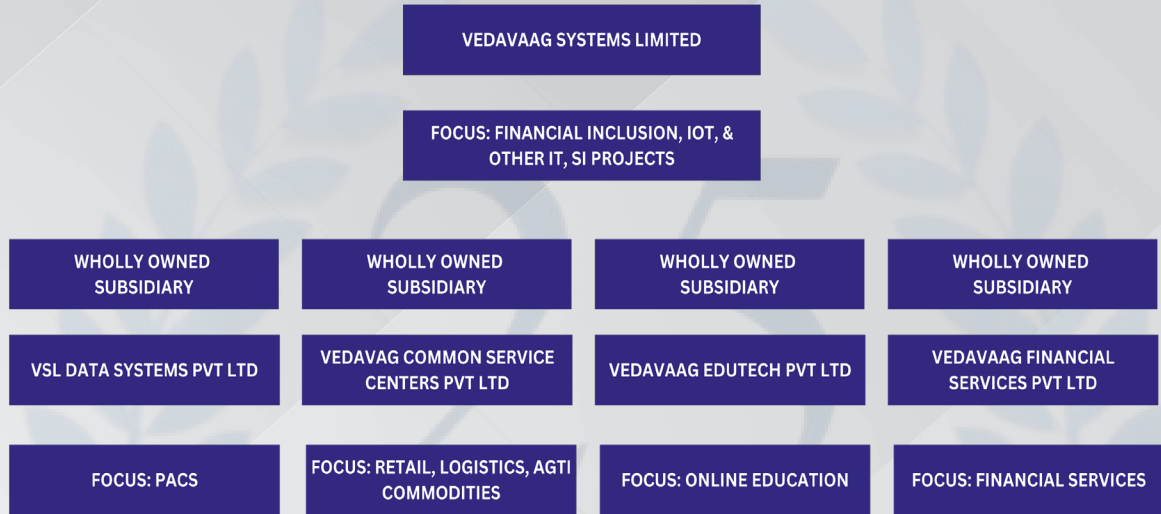 VEDAVAAG SYSTEMS LIMITED
FOCUS: FINANCIAL INCLUSION, IOT, &
OTHER IT, SI PROJECTS
WHOLLY OWNED
SUBSIDIARY
WHOLLY OWNED
SUBSIDIARY
WHOLLY OWNED
SUBSIDIARY
WHOLLY OWNED
SUBSIDIARY
VSL DATA SYSTEMS PVT LTD
VEDAVAG COMMON SERVICE
CENTERS PVT LTD
VEDAVAAG EDUTECH PVT LTD
VEDAVAAG FINANCIAL
SERVICES PVT LTD
FOCUS: PACS
FOCUS: RETAIL, LOGISTICS, AGTI
COMMODITIES
FOCUS: ONLINE EDUCATION
FOCUS: FINANCIAL SERVICES
25